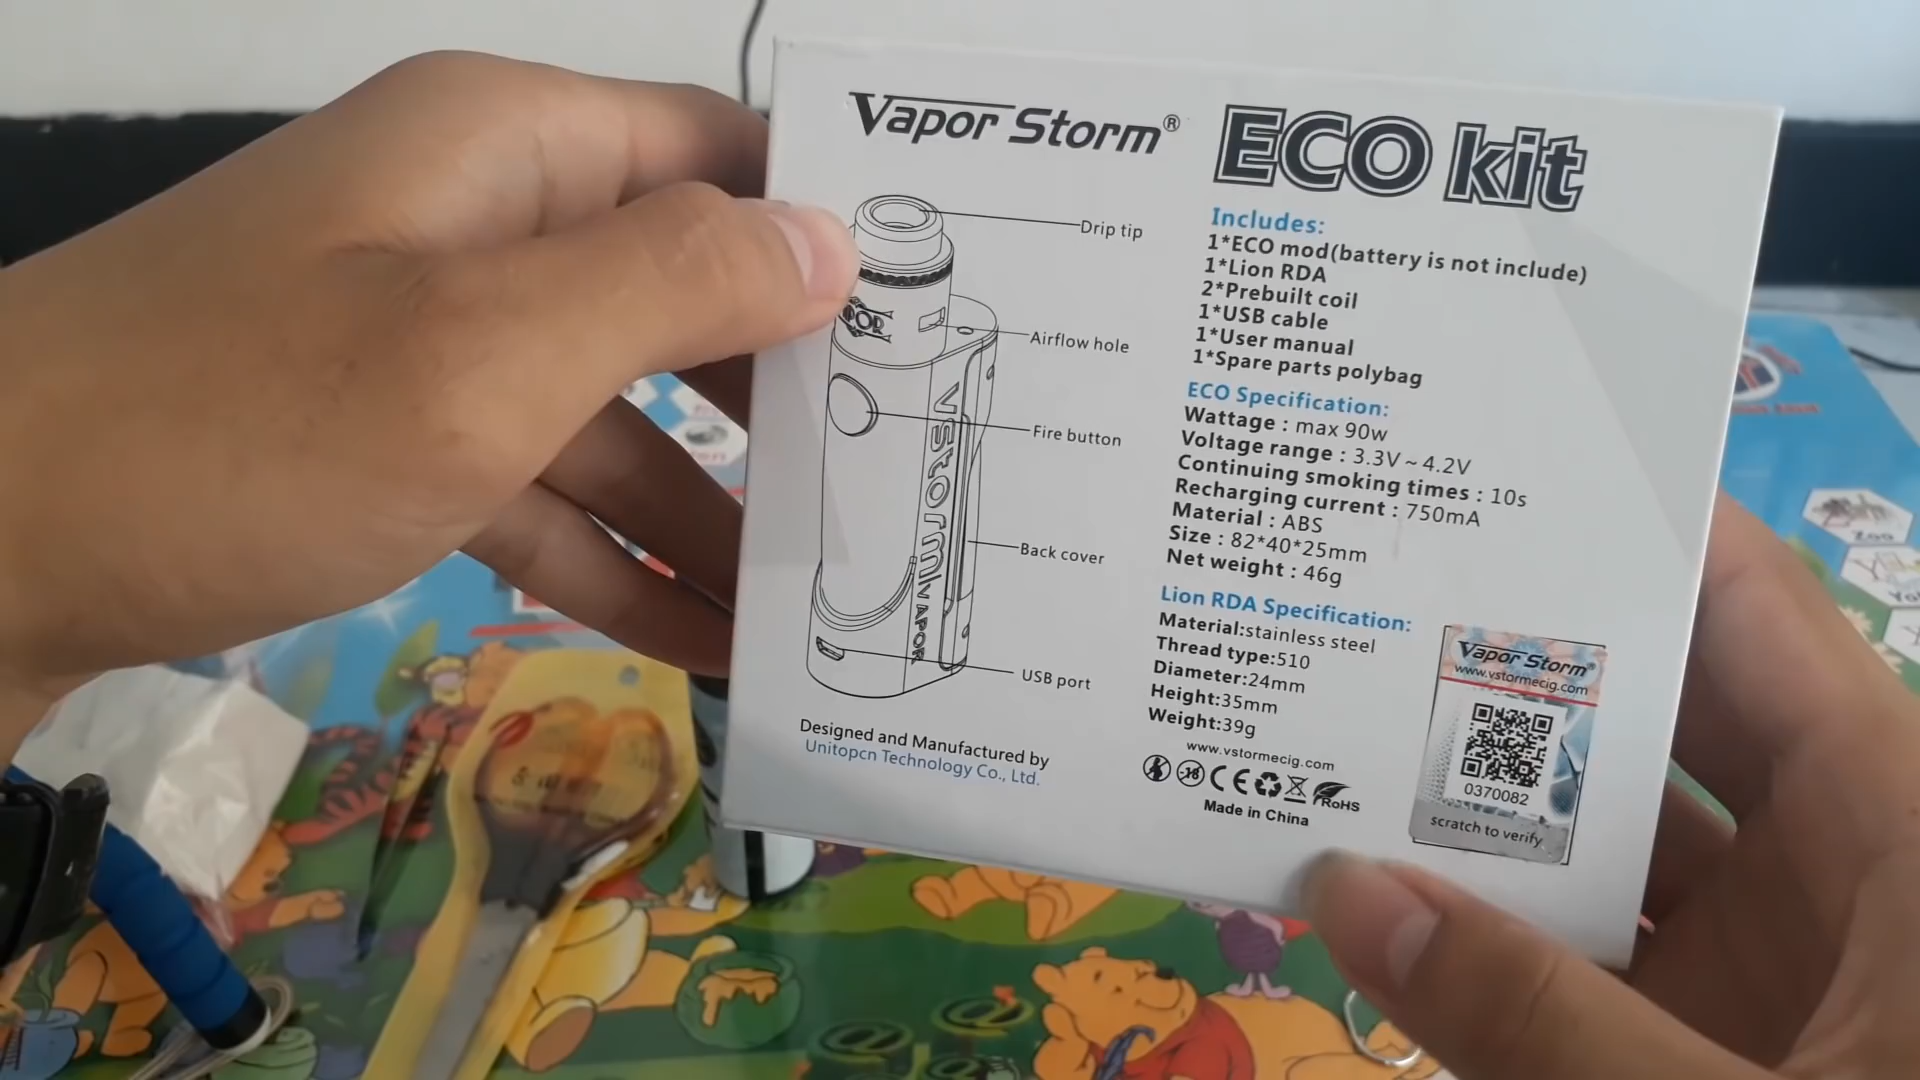 Vapor Storm® ECO kit
Drip tip
Airflow hole
Fire button
Back cover
USB port
Vstorm VAPOR
Designed and Manufactured by
Unitopcn Technology Co., Ltd.
Includes:
1*ECO mod(battery is not include)
1*Lion RDA
2*Prebuilt coil
1*USB cable
1*User manual
1*Spare parts polybag
ECO Specification:
Wattage : max 90w
Voltage range : 3.3V ~ 4.2V
Continuing smoking times : 10s
Recharging current : 750mA
Material : ABS
Size : 82*40*25mm
Net weight : 46g
Lion RDA Specification:
Material:stainless steel
Thread type:510
Diameter:24mm
Height:35mm
Weight:39g
www.vstormecig.com
-18 CE RoHS
Made in China
Vapor Storm®
www.vstormecig.com
0370082
scratch to verify
Zoo